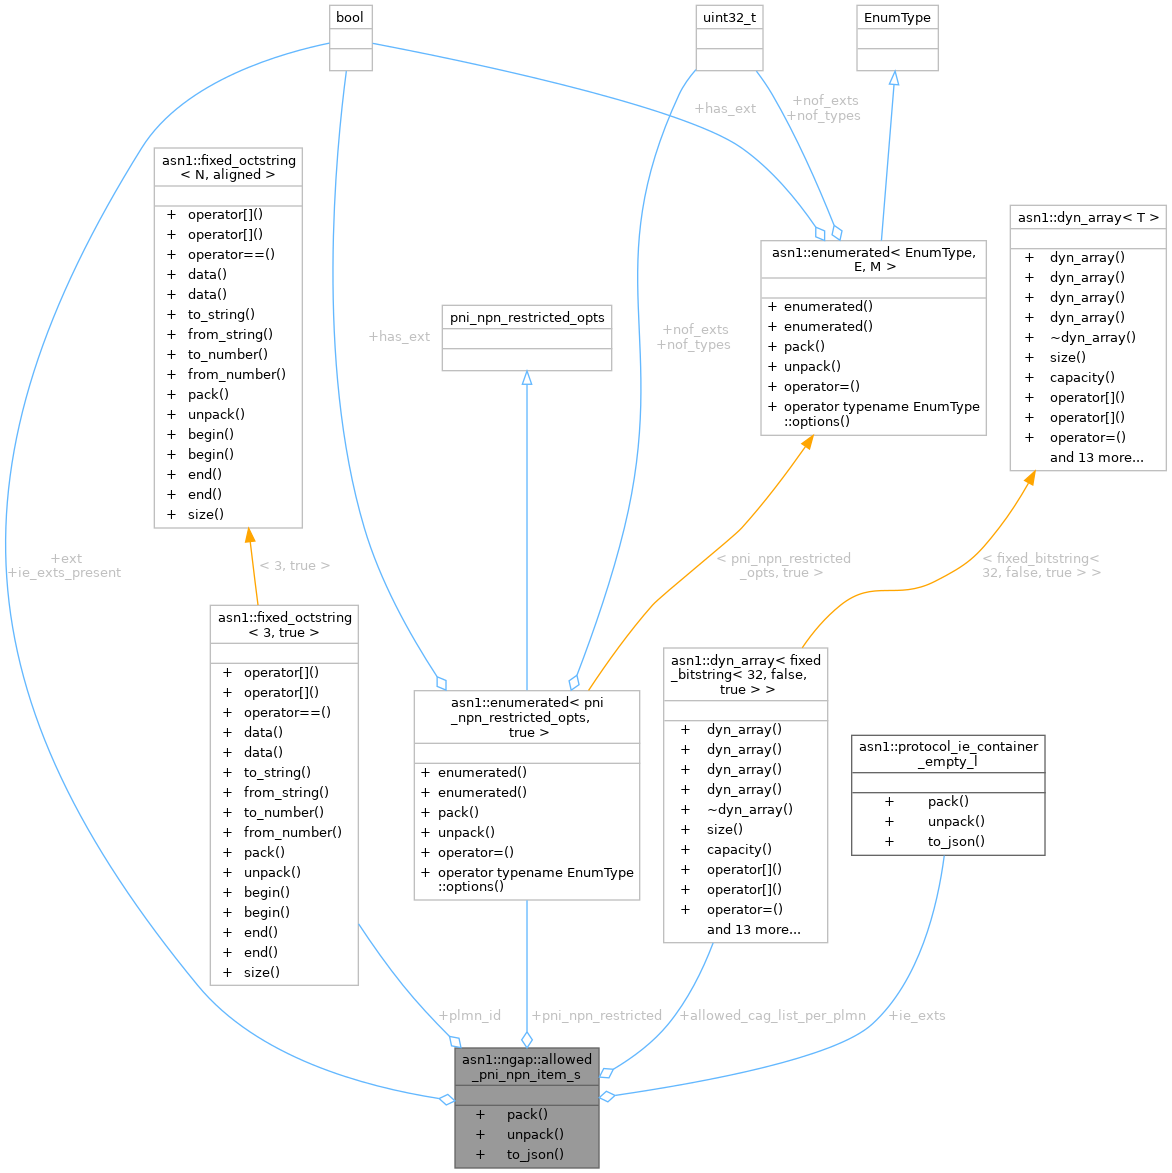 bool
uint32_t
EnumType
+has_ext
+nof_exts
+nof_types
asn1::fixed_octstring
< N, aligned >
+ operator[]()
+ operator[]()
+ operator==()
+ data()
+ data()
+ to_string()
+ from_string()
+ to_number()
+ from_number()
+ pack()
+ unpack()
+ begin()
+ begin()
+ end()
+ end()
+ size()
asn1::dyn_array< T >
+ dyn_array()
+ dyn_array()
+ dyn_array()
+ dyn_array()
+ ~dyn_array()
+ size()
+ capacity()
+ operator[]()
+ operator[]()
+ operator=()
and 13 more...
asn1::enumerated< EnumType,
E, M >
+ enumerated()
+ enumerated()
+ pack()
+ unpack()
+ operator=()
+ operator typename EnumType
::options()
pni_npn_restricted_opts
+has_ext
+nof_exts
+nof_types
+ext
+ie_exts_present
< 3, true >
< pni_npn_restricted
_opts, true >
< fixed_bitstring<
32, false, true > >
asn1::fixed_octstring
< 3, true >
+ operator[]()
+ operator[]()
+ operator==()
+ data()
+ data()
+ to_string()
+ from_string()
+ to_number()
+ from_number()
+ pack()
+ unpack()
+ begin()
+ begin()
+ end()
+ end()
+ size()
asn1::enumerated< pni
_npn_restricted_opts,
true >
+ enumerated()
+ enumerated()
+ pack()
+ unpack()
+ operator=()
+ operator typename EnumType
::options()
asn1::dyn_array< fixed
_bitstring< 32, false,
true > >
+ dyn_array()
+ dyn_array()
+ dyn_array()
+ dyn_array()
+ ~dyn_array()
+ size()
+ capacity()
+ operator[]()
+ operator[]()
+ operator=()
and 13 more...
asn1::protocol_ie_container
_empty_l
+ pack()
+ unpack()
+ to_json()
+plmn_id
+pni_npn_restricted
+allowed_cag_list_per_plmn
+ie_exts
asn1::ngap::allowed
_pni_npn_item_s
+ pack()
+ unpack()
+ to_json()